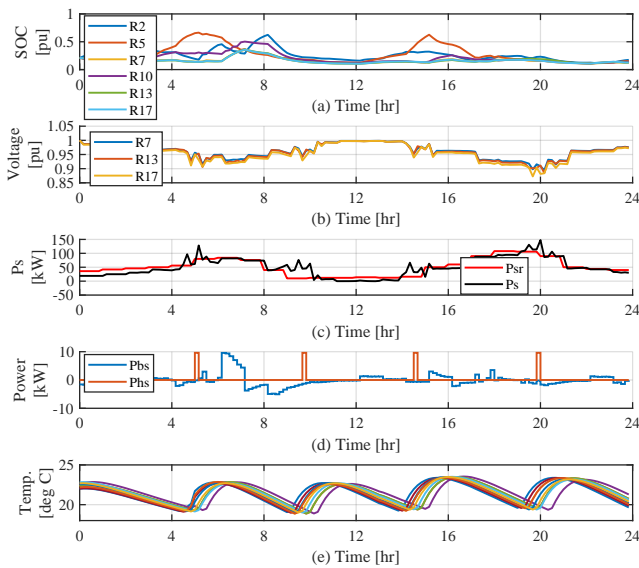 SOC
[pu]
1
0.5
0
R2
R5
R7
R10
R13
R17
0 4 8 12 16 20 24
(a) Time [hr]
Voltage
[pu]
1.05
0.95
0.9
0.85
R7
R13
R17
0 4 8 12 16 20 24
(b) Time [hr]
Ps
[kW]
150
100
50
0
-50
Psr
Ps
0 4 8 12 16 20 24
(c) Time [hr]
Power
[kW]
10
0
-10
Pbs
Phs
0 4 8 12 16 20 24
(d) Time [hr]
Temp.
[deg C]
25
20
0 4 8 12 16 20 24
(e) Time [hr]